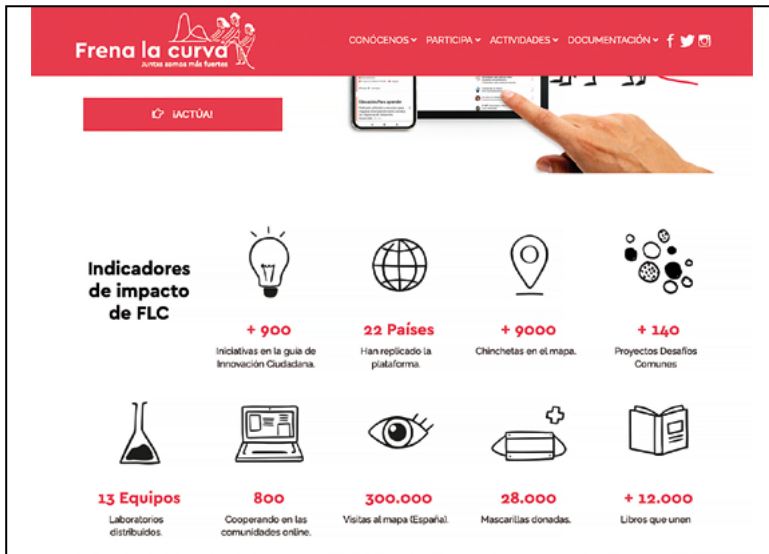 Frena la curva
Juntas somos más fuertes
CONÓCENOS PARTICIPA ACTIVIDADES DOCUMENTACIÓN
¡ACTÚA!
Indicadores
de impacto
de FLC
+ 900
Iniciativas en la guía de
Innovación Ciudadana.
22 Países
Han replicado la
plataforma.
+ 9000
Chinchetas en el mapa.
+ 140
Proyectos Desafíos
Comunes
13 Equipos
Laboratorios
distribuidos.
800
Cooperando en las
comunidades online.
300.000
Visitas al mapa (España).
28.000
Mascarillas donadas.
+ 12.000
Libros que unen